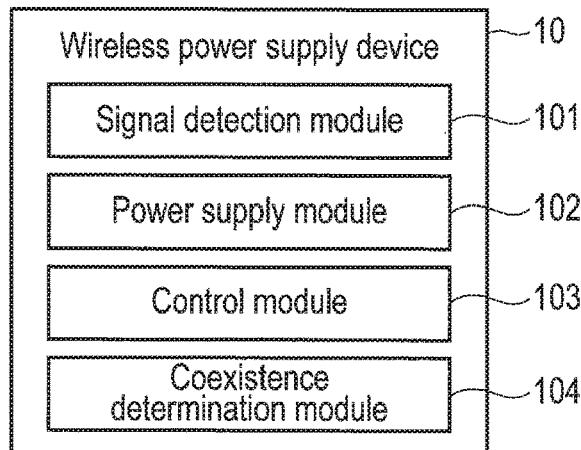 Wireless power supply device
10
Signal detection module
101
Power supply module
102
Control module
103
Coexistence
determination module
104